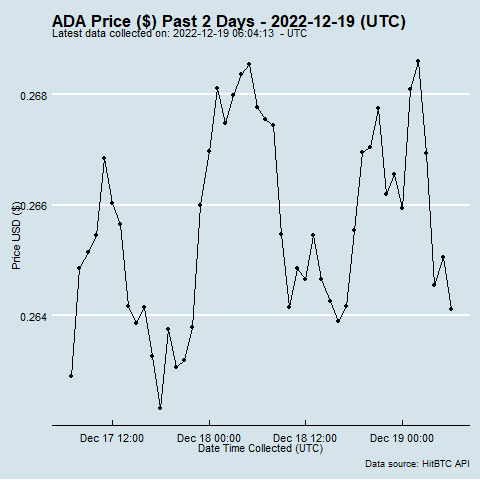 ADA Price ($) Past 2 Days - 2022-12-19 (UTC)
Latest data collected on: 2022-12-19 06:04:13  - UTC
0.268
0.266
0.264
Price USD ($)
Dec 17 12:00
Dec 18 00:00
Dec 18 12:00
Dec 19 00:00
Date Time Collected (UTC)
Data source: HitBTC API